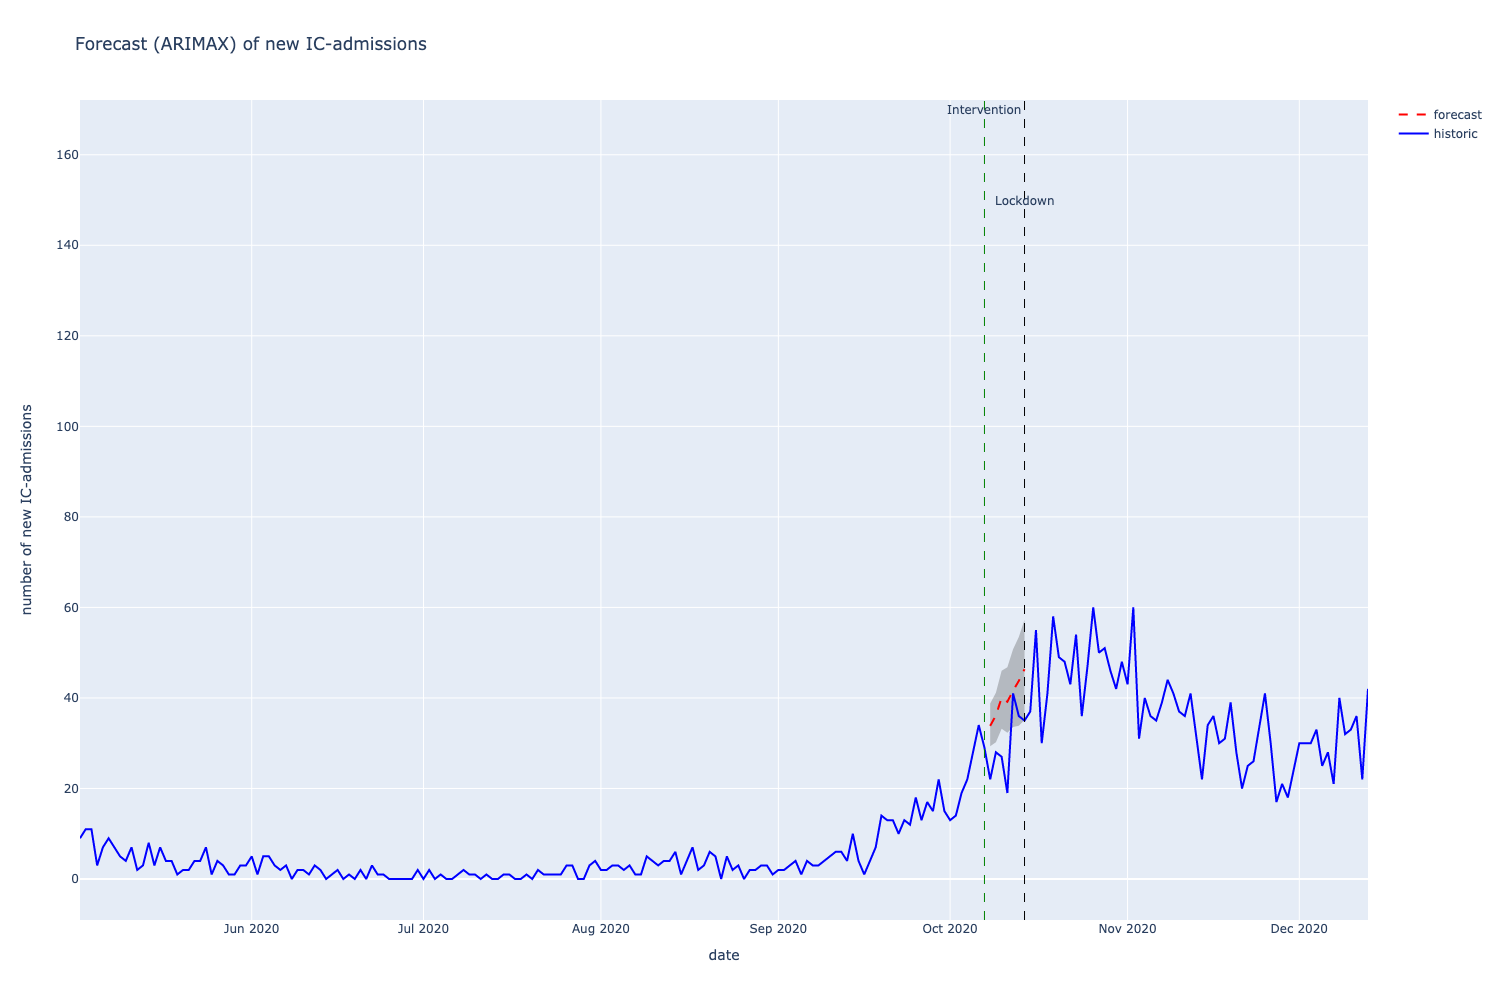 Forecast (ARIMAX) of new IC-admissions
Intervention
Lockdown
forecast
historic
number of new IC-admissions
160
140
120
100
80
60
40
20
0
Jun 2020
Jul 2020
Aug 2020
Sep 2020
Oct 2020
Nov 2020
Dec 2020
date